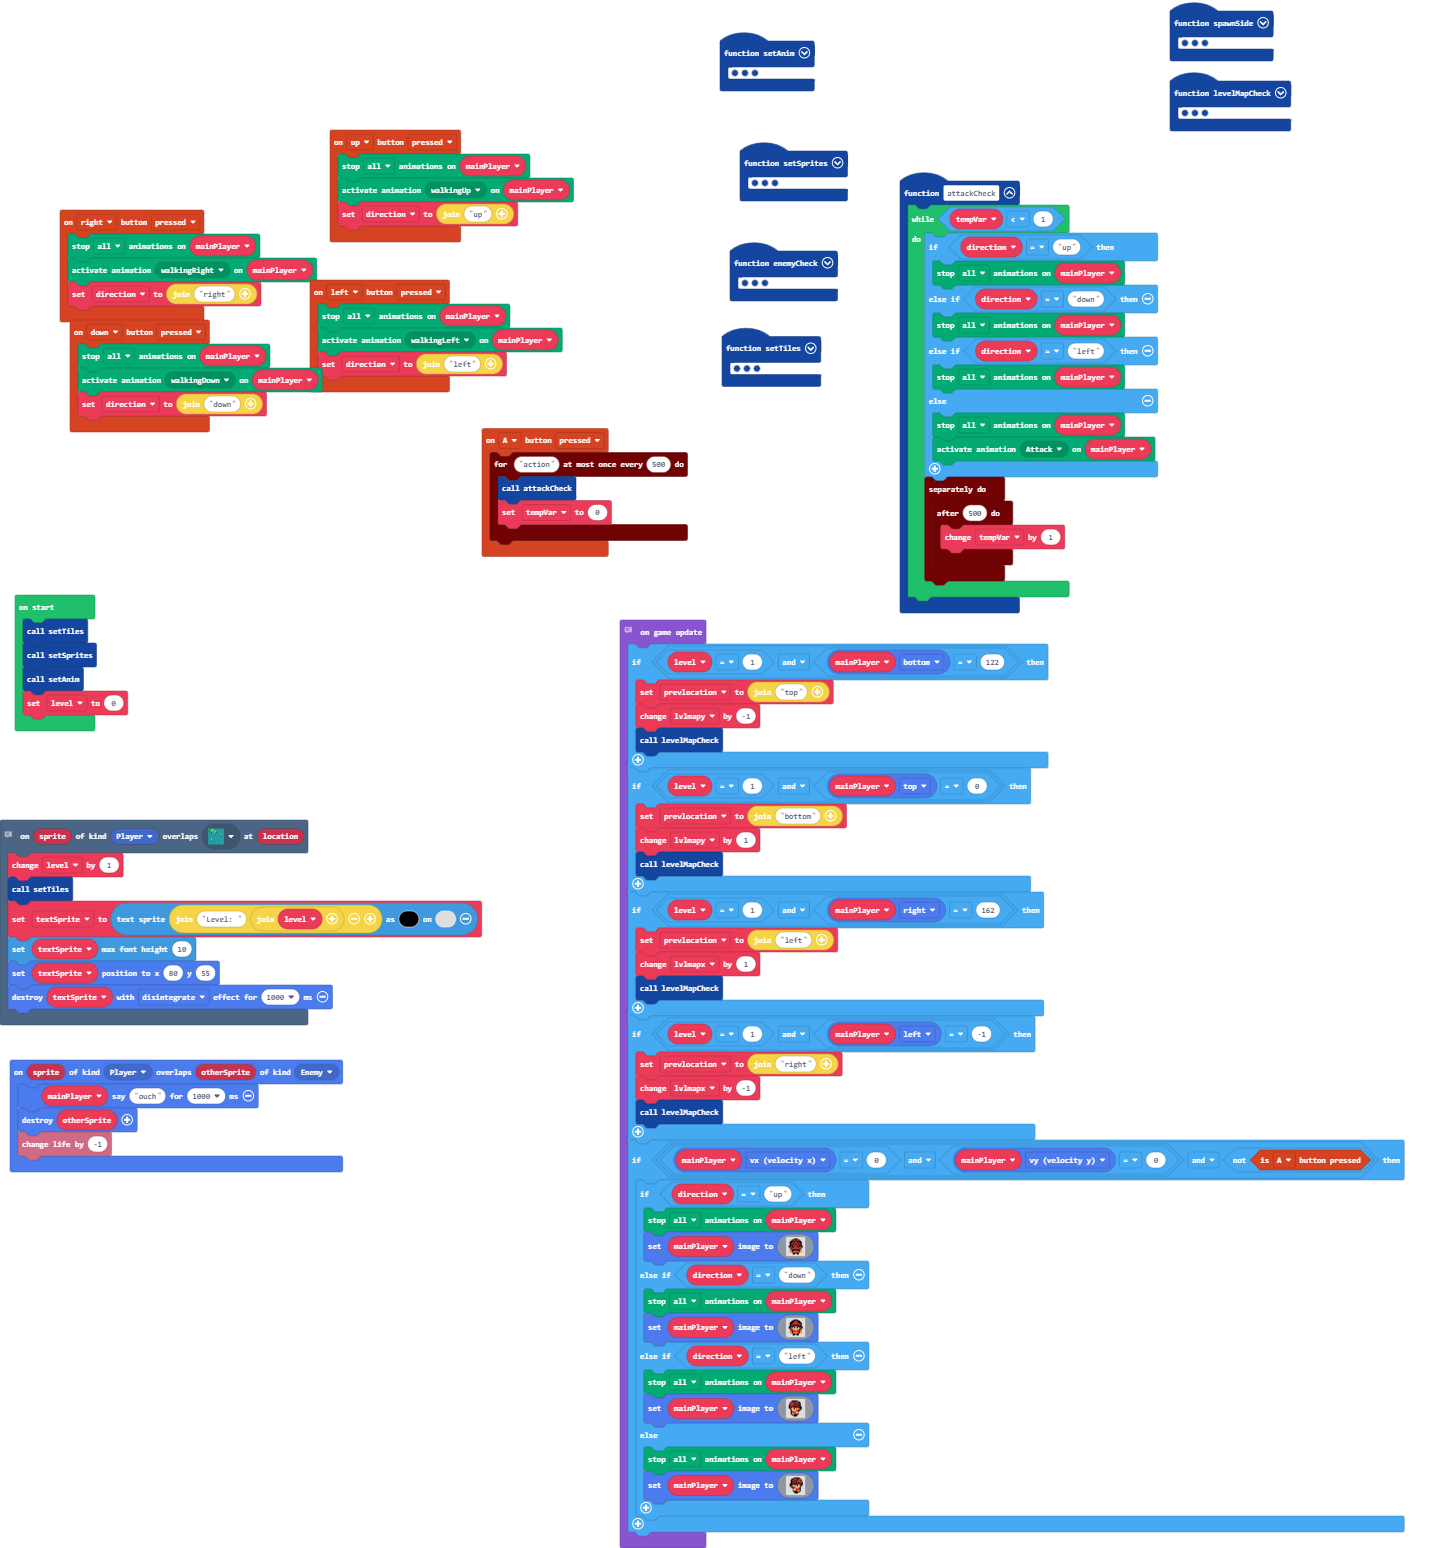 function spawnSide
function setAnim
function levelMapCheck
on up button pressed
stop all animations on mainPlayer
activate animation walkingUp on mainPlayer
set direction to join "up"
function setSprites
function attackCheck
while tempVar < 1
do
if direction = "up" then
stop all animations on mainPlayer
else if direction = "down" then
stop all animations on mainPlayer
else if direction = "left" then
stop all animations on mainPlayer
else
stop all animations on mainPlayer
activate animation Attack on mainPlayer
separately do
after 500 do
change tempVar by 1
on right button pressed
stop all animations on mainPlayer
activate animation walkingRight on mainPlayer
set direction to join "right"
function enemyCheck
on left button pressed
stop all animations on mainPlayer
activate animation walkingLeft on mainPlayer
set direction to join "left"
on down button pressed
stop all animations on mainPlayer
activate animation walkingDown on mainPlayer
set direction to join "down"
function setTiles
on A button pressed
for "action" at most once every 500 do
call attackCheck
set tempVar to 0
on start
call setTiles
call setSprites
call setAnim
set level to 0
on game update
if level = 1 and mainPlayer bottom = 122 then
set prevlocation to join "top"
change lvlmapy by -1
call levelMapCheck
if level = 1 and mainPlayer top = 0 then
set prevlocation to join "bottom"
change lvlmapy by 1
call levelMapCheck
if level = 1 and mainPlayer right = 162 then
set prevlocation to join "left"
change lvlmapx by 1
call levelMapCheck
if level = 1 and mainPlayer left = -1 then
set prevlocation to join "right"
change lvlmapx by -1
call levelMapCheck
if mainPlayer vx (velocity x) = 0 and mainPlayer vy (velocity y) = 0 and not is A button pressed then
if direction = "up" then
stop all animations on mainPlayer
set mainPlayer image to
else if direction = "down" then
stop all animations on mainPlayer
set mainPlayer image to
else if direction = "left" then
stop all animations on mainPlayer
set mainPlayer image to
else
stop all animations on mainPlayer
set mainPlayer image to
on sprite of kind Player overlaps at location
change level by 1
call setTiles
set textSprite to text sprite join "Level: " join level as on
set textSprite max font height 10
set textSprite position to x 80 y 55
destroy textSprite with disintegrate effect for 1000 ms
on sprite of kind Player overlaps otherSprite of kind Enemy
mainPlayer say "ouch" for 1000 ms
destroy otherSprite
change life by -1